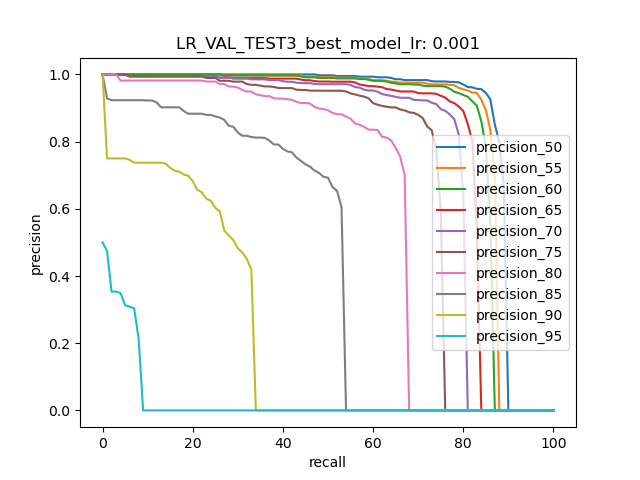 LR_VAL_TEST3_best_model_lr: 0.001
precision
1.0
0.8
0.6
0.4
0.2
0.0
precision_50
precision_55
precision_60
precision_65
precision_70
precision_75
precision_80
precision_85
precision_90
precision_95
0 20 40 60 80 100
recall